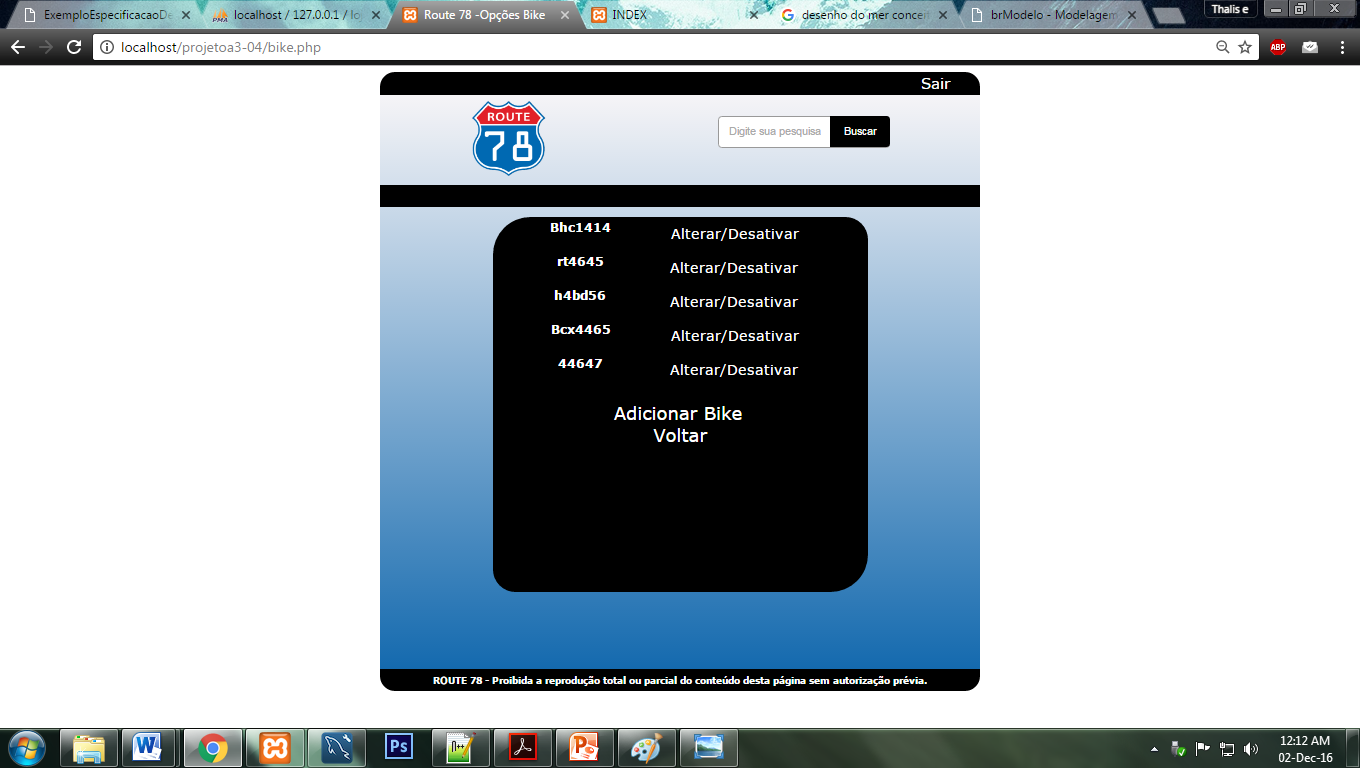 ExemploEspecificacaoDe
localhost / 127.0.0.1 / lo
Route 78 -Opções Bike
INDEX
desenho do mer concei
brModelo - Modelagem
Thalis e
localhost/projetoa3-04/bike.php
ABP
Sair
ROUTE
78
Digite sua pesquisa
Buscar
Bhc1414 Alterar/Desativar
rt4645 Alterar/Desativar
h4bd56 Alterar/Desativar
Bcx4465 Alterar/Desativar
44647 Alterar/Desativar
Adicionar Bike
Voltar
ROUTE 78 - Proibida a reprodução total ou parcial do conteúdo desta página sem autorização prévia.
12:12 AM
02-Dec-16